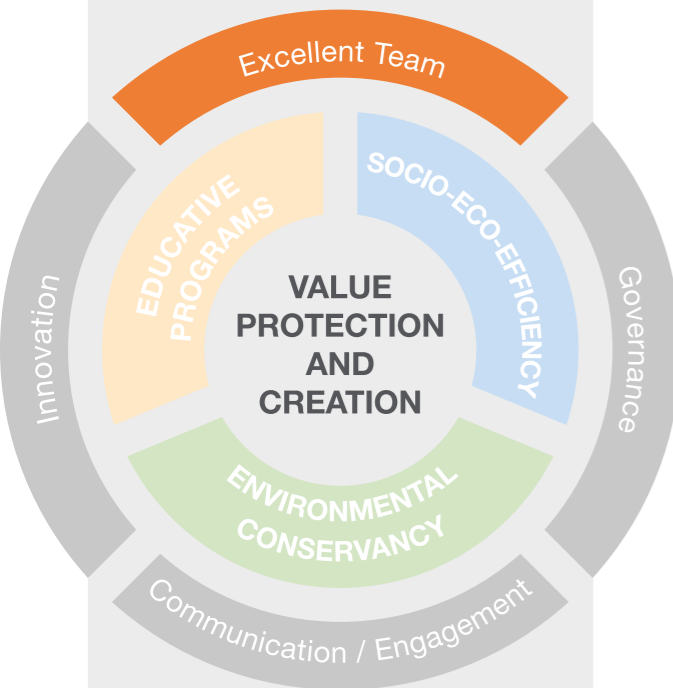 Excellent Team
EDUCATIVE
PROGRAMS
SOCIO-ECO-EFFICIENCY
Innovation
VALUE
PROTECTION
AND
CREATION
Governance
ENVIRONMENTAL
CONSERVANCY
Communication / Engagement